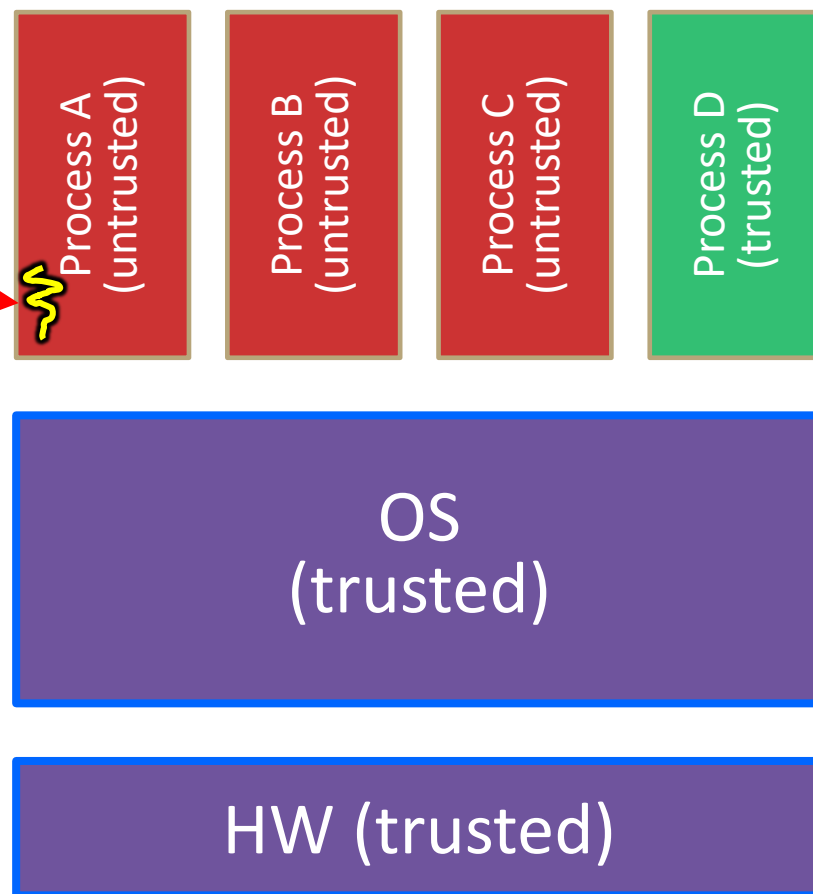 Process A
(untrusted)
Process B
(untrusted)
Process C
(untrusted)
Process D
(trusted)
OS
(trusted)
HW (trusted)